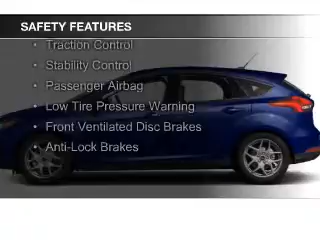 SAFETY FEATURES
• Traction Control
• Stability Control
• Passenger Airbag
• Low Tire Pressure Warning
• Front Ventilated Disc Brakes
• Anti-Lock Brakes